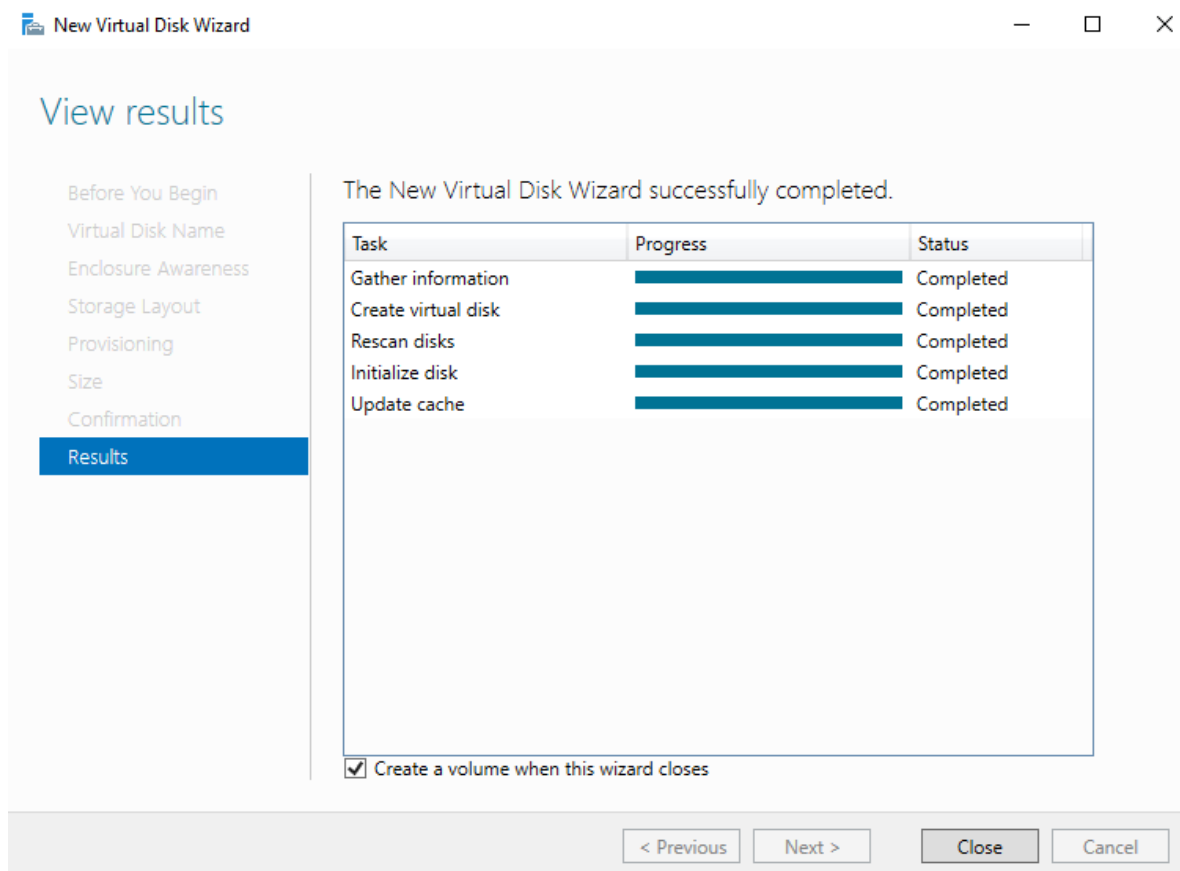 New Virtual Disk Wizard
View results
Before You Begin
Virtual Disk Name
Enclosure Awareness
Storage Layout
Provisioning
Size
Confirmation
Results
The New Virtual Disk Wizard successfully completed.
Task Progress Status
Gather information Completed
Create virtual disk Completed
Rescan disks Completed
Initialize disk Completed
Update cache Completed
Create a volume when this wizard closes
< Previous Next > Close Cancel